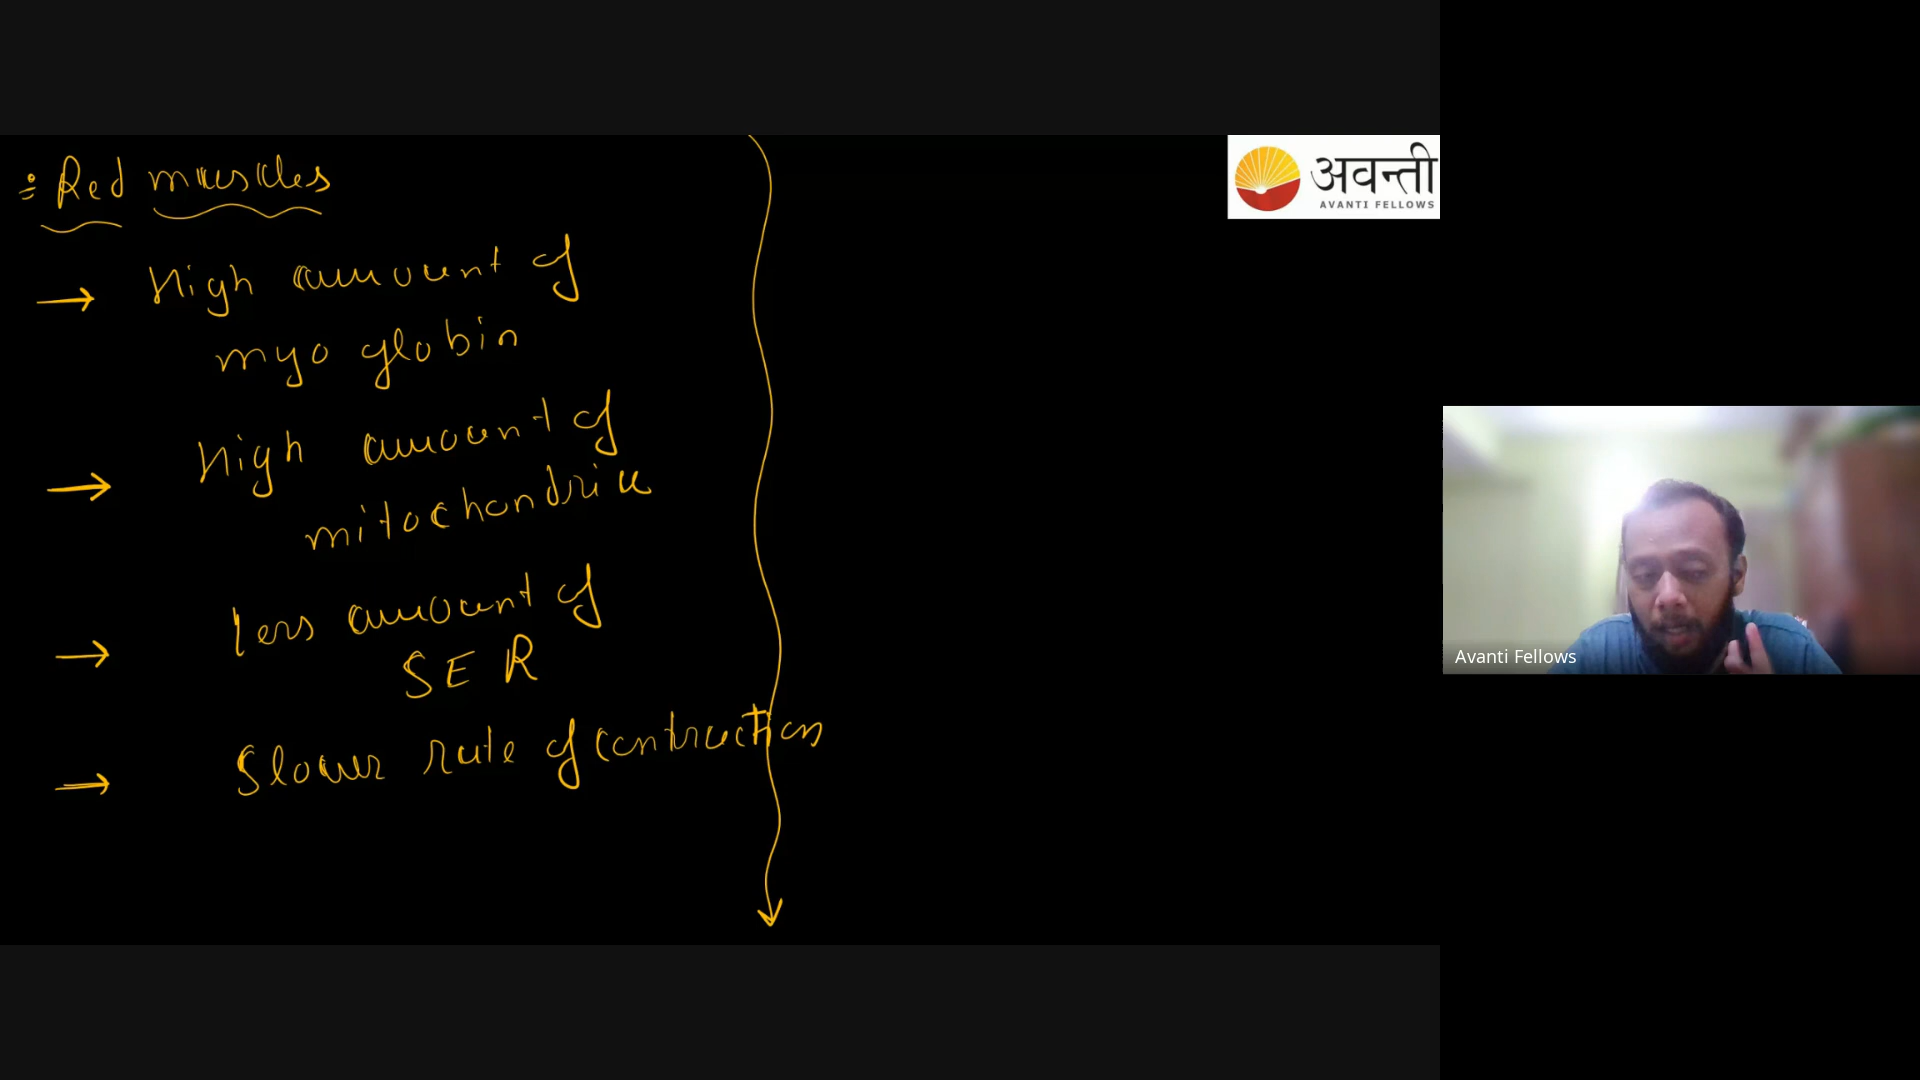 Red muscles
→ High amount of
myo globin
→ High amount of
mitochondria
→ less amount of
SER
→ Slower rate of contraction
अवन्ती
AVANTI FELLOWS
Avanti Fellows